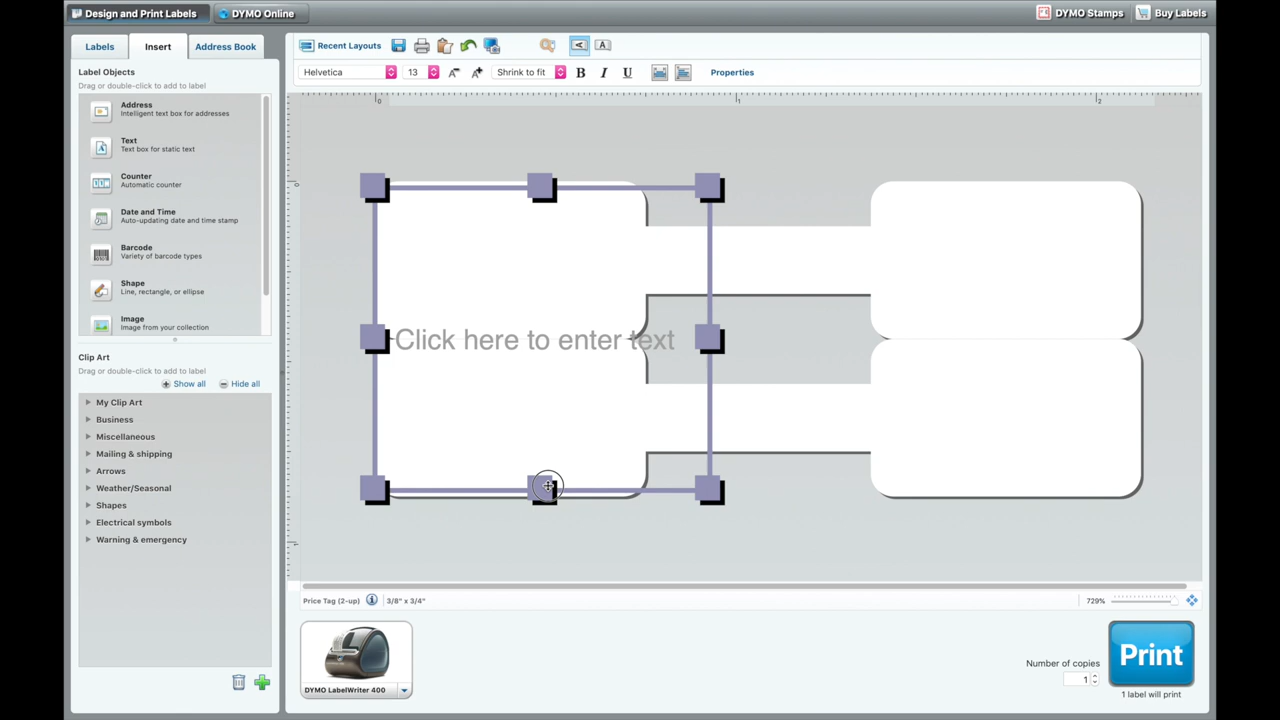 Design and Print Labels
DYMO Online
DYMO Stamps
Buy Labels
Labels
Insert
Address Book
Recent Layouts
A
Helvetica
13
A
A
Shrink to fit
B
I
U
Properties
Label Objects
Drag or double-click to add to label
Address
Intelligent text box for addresses
Text
Text box for static text
Counter
Automatic counter
Date and Time
Auto-updating date and time stamp
Barcode
Variety of barcode types
Shape
Line, rectangle, or ellipse
Image
Image from your collection
Clip Art
Drag or double-click to add to label
Show all
Hide all
My Clip Art
Business
Miscellaneous
Mailing & shipping
Arrows
Weather/Seasonal
Shapes
Electrical symbols
Warning & emergency
0
1
2
0
1
Click here to enter text
Price Tag (2-up)
3/8" x 3/4"
729%
DYMO LabelWriter 400
Number of copies
1
Print
1 label will print